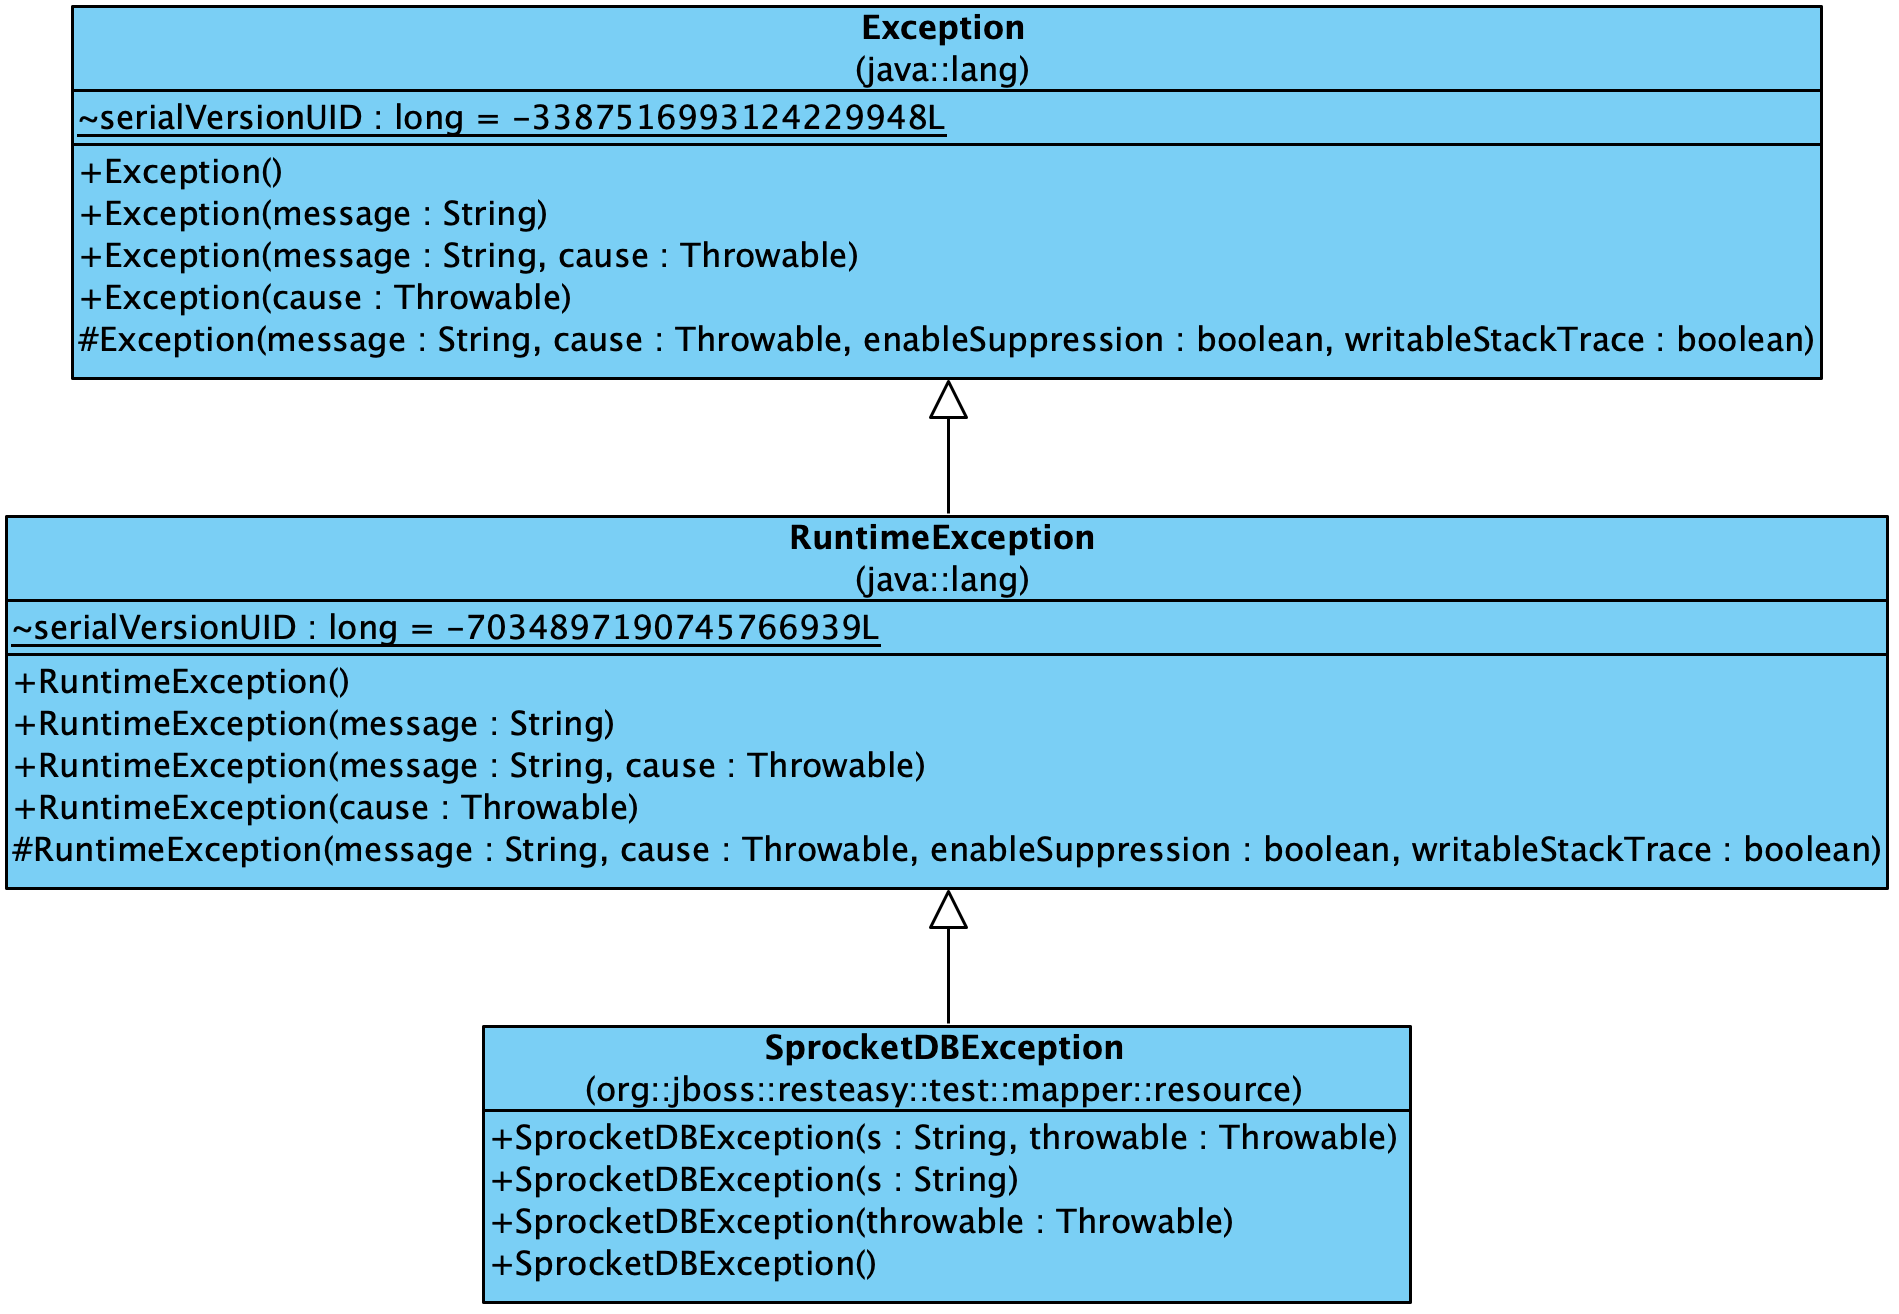 Exception
(java::lang)
~serialVersionUID : long = -3387516993124229948L
+Exception()
+Exception(message : String)
+Exception(message : String, cause : Throwable)
+Exception(cause : Throwable)
#Exception(message : String, cause : Throwable, enableSuppression : boolean, writableStackTrace : boolean)
RuntimeException
(java::lang)
~serialVersionUID : long = -7034897190745766939L
+RuntimeException()
+RuntimeException(message : String)
+RuntimeException(message : String, cause : Throwable)
+RuntimeException(cause : Throwable)
#RuntimeException(message : String, cause : Throwable, enableSuppression : boolean, writableStackTrace : boolean)
SprocketDBException
(org::jboss::resteasy::test::mapper::resource)
+SprocketDBException(s : String, throwable : Throwable)
+SprocketDBException(s : String)
+SprocketDBException(throwable : Throwable)
+SprocketDBException()